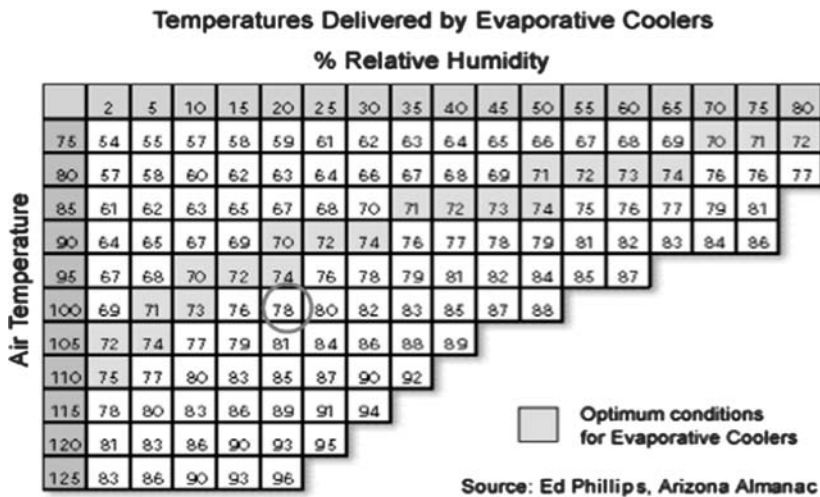 Temperatures Delivered by Evaporative Coolers
% Relative Humidity
2 5 10 15 20 25 30 35 40 45 50 55 60 65 70 75 80
75 54 55 57 58 59 61 62 63 64 65 66 67 68 69 70 71 72
80 57 58 60 62 63 64 66 67 68 69 71 72 73 74 76 76 77
85 61 62 63 65 67 68 70 71 72 73 74 75 76 77 79 81
90 64 65 67 69 70 72 74 76 77 78 79 81 82 83 84 86
95 67 68 70 72 74 76 78 79 81 82 84 85 87
100 69 71 73 76 78 80 82 83 85 87 88
105 72 74 77 79 81 84 86 88 89
110 75 77 80 83 85 87 90 92
115 78 80 83 86 89 91 94
120 81 83 86 90 93 95
125 83 86 90 93 96
Air Temperature
Optimum conditions
for Evaporative Coolers
Source: Ed Phillips, Arizona Almanac